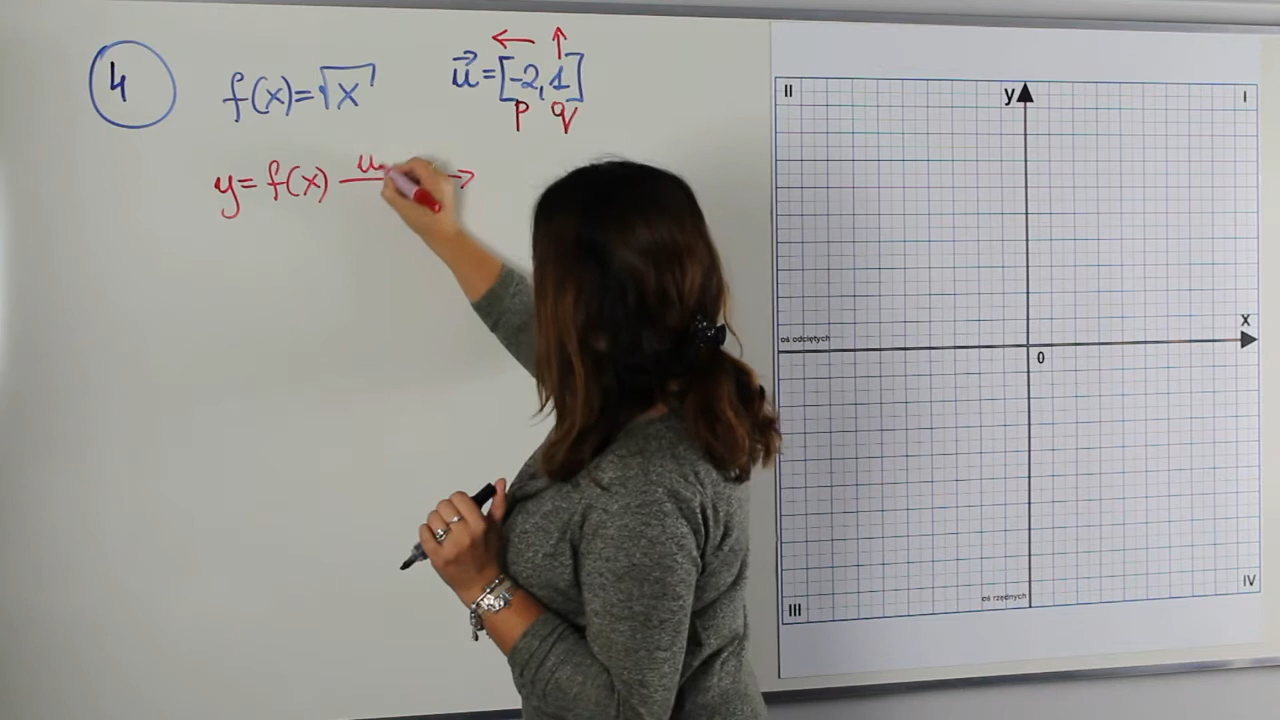 4
f(x)=√x
u⃗=[-2,1]
p q
y=f(x) u →
II
y
I
x
oś odciętych
0
III
oś rzędnych
IV